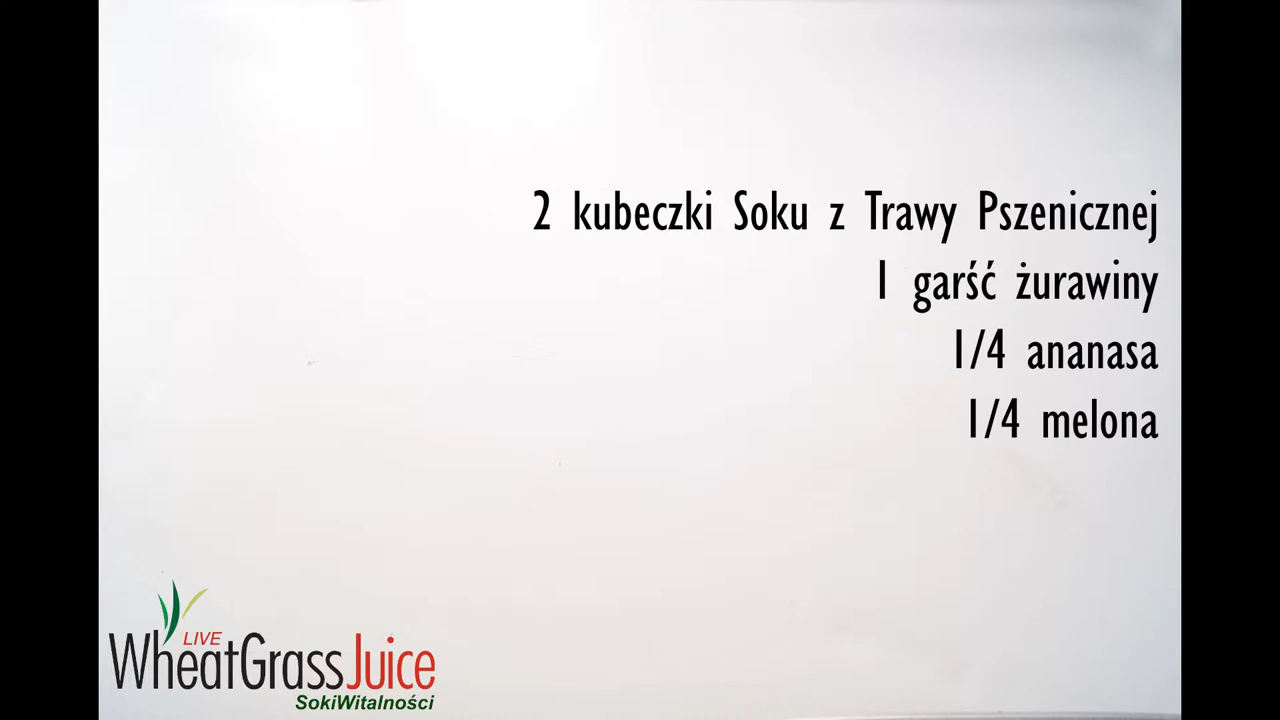 2 kubeczki Soku z Trawy Pszenicznej
1 garść żurawiny
1/4 ananasa
1/4 melona
LIVE
WheatGrassJuice
SokiWitalności